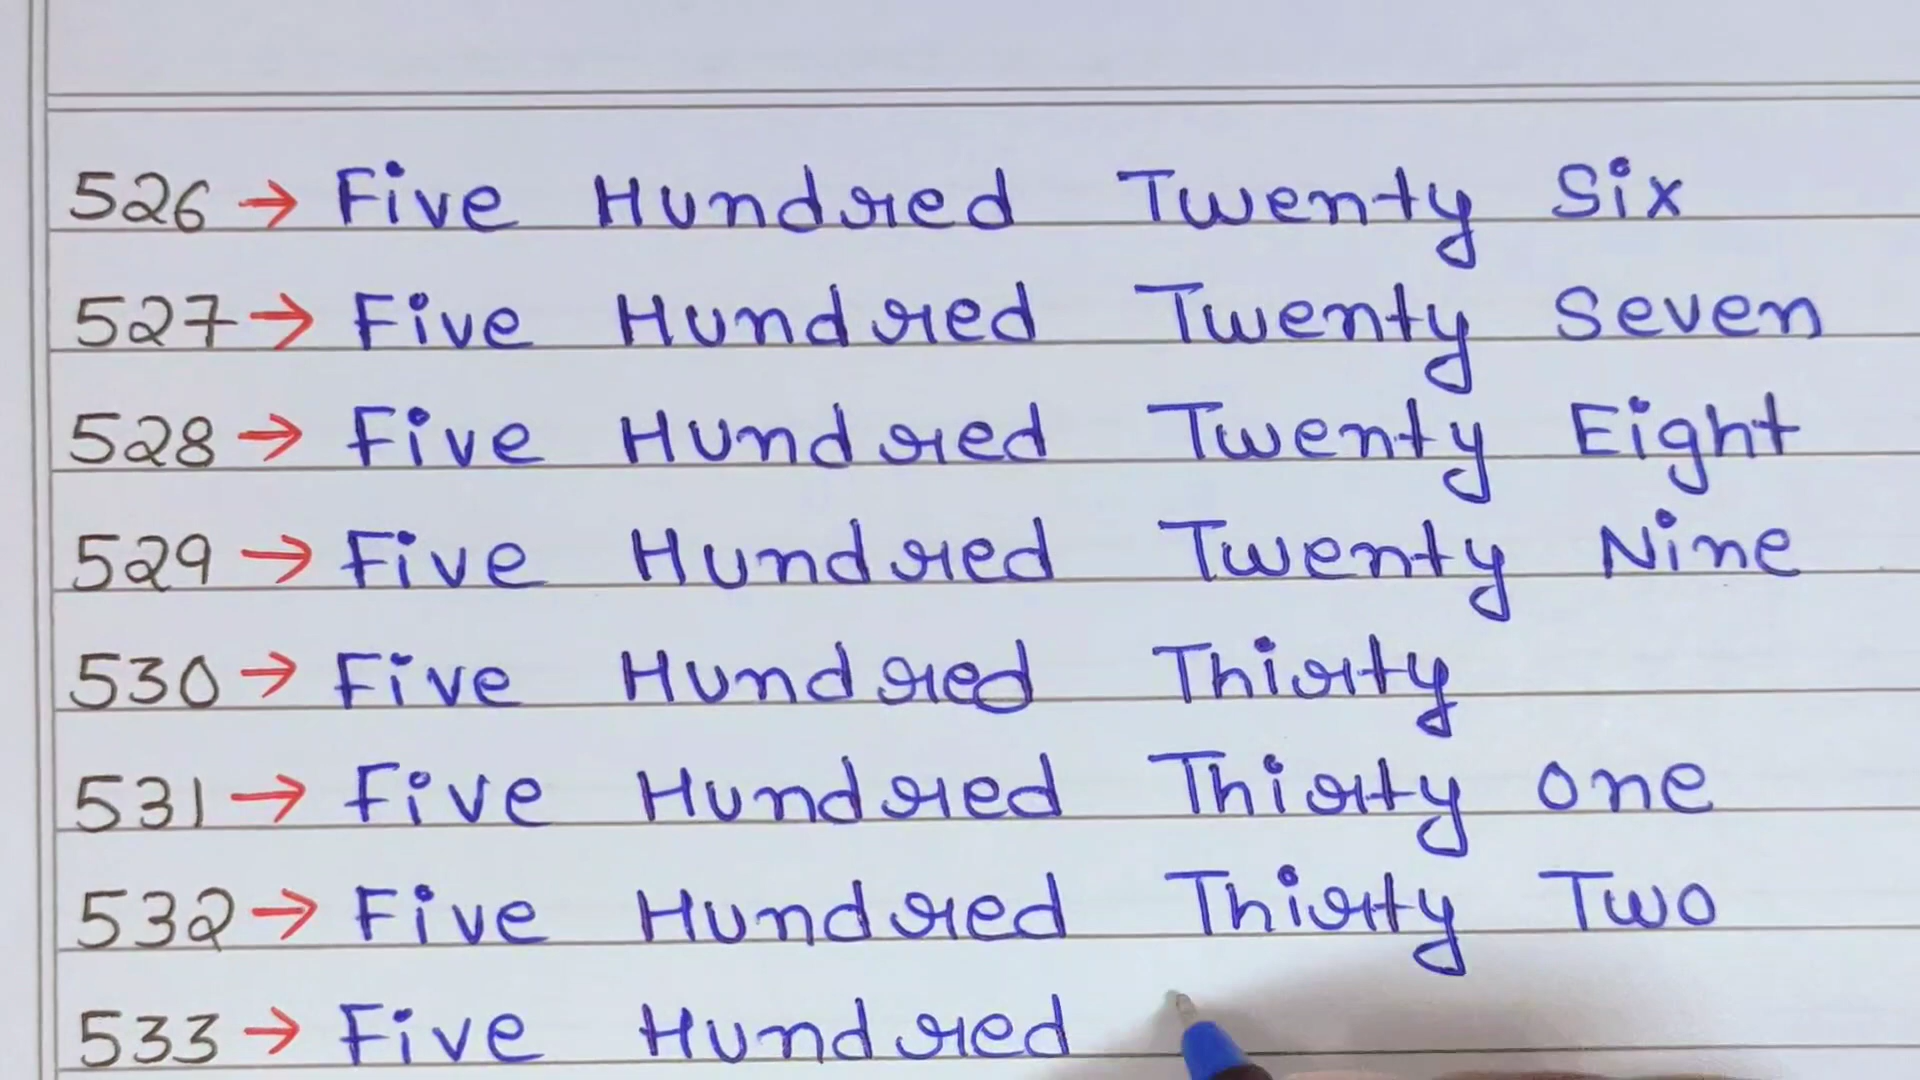 526 → Five Hundred Twenty Six
527 → Five Hundred Twenty Seven
528 → Five Hundred Twenty Eight
529 → Five Hundred Twenty Nine
530 → Five Hundred Thirty
531 → Five Hundred Thirty one
532 → Five Hundred Thirty Two
533 → Five Hundred